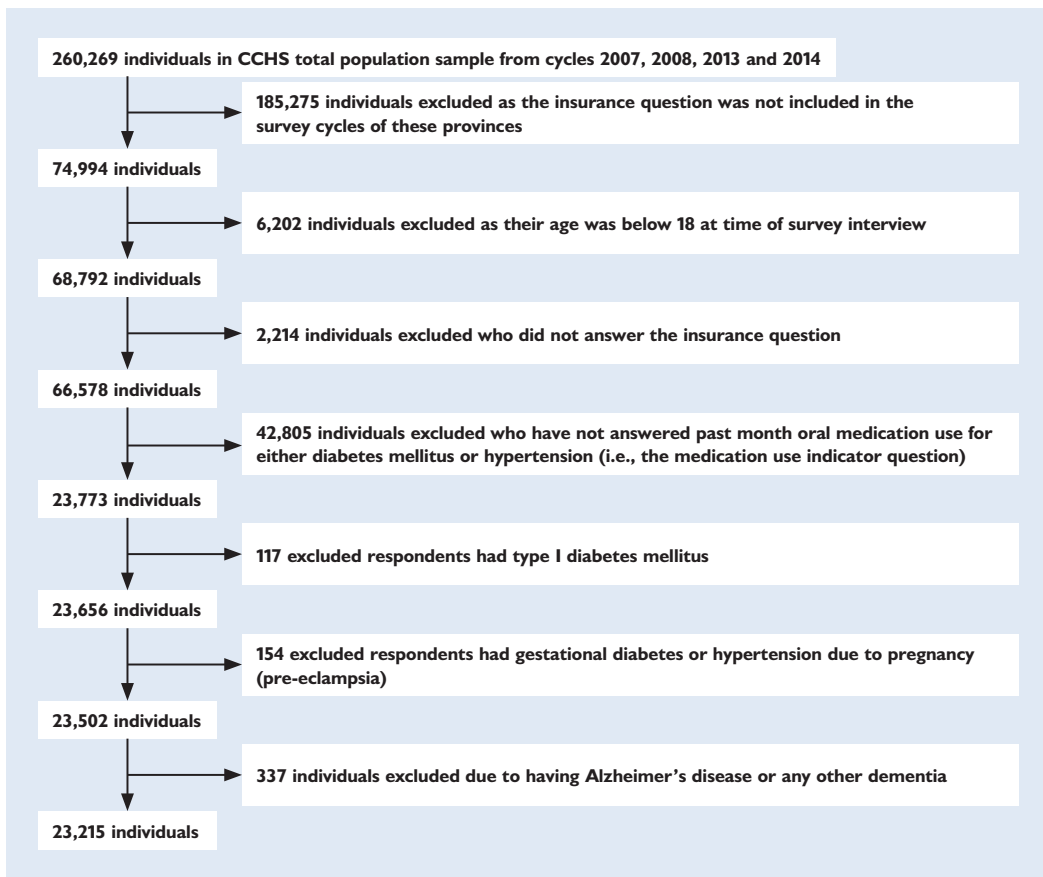 260,269 individuals in CCHS total population sample from cycles 2007, 2008, 2013 and 2014
185,275 individuals excluded as the insurance question was not included in the
survey cycles of these provinces
74,994 individuals
6,202 individuals excluded as their age was below 18 at time of survey interview
68,792 individuals
2,214 individuals excluded who did not answer the insurance question
66,578 individuals
42,805 individuals excluded who have not answered past month oral medication use for
either diabetes mellitus or hypertension (i.e., the medication use indicator question)
23,773 individuals
117 excluded respondents had type I diabetes mellitus
23,656 individuals
154 excluded respondents had gestational diabetes or hypertension due to pregnancy
(pre-eclampsia)
23,502 individuals
337 individuals excluded due to having Alzheimer's disease or any other dementia
23,215 individuals